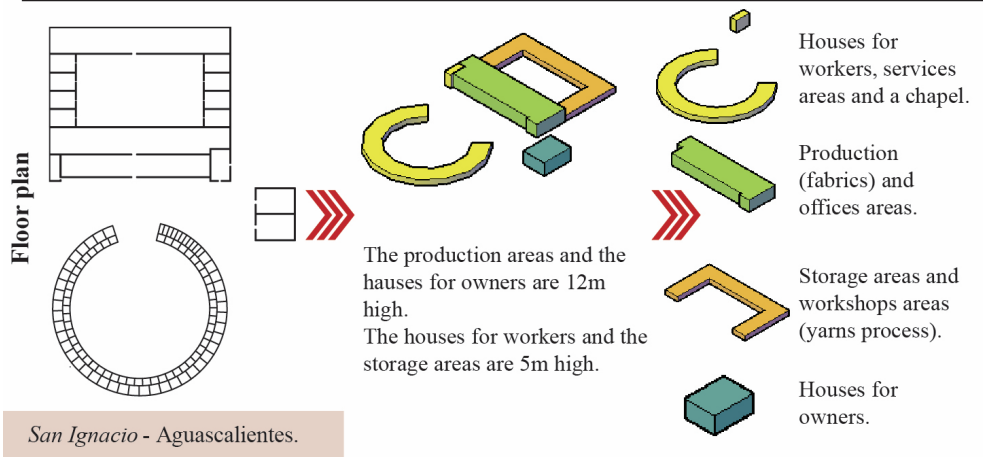 Floor plan
San Ignacio - Aguascalientes.
The production areas and the
hauses for owners are 12m
high.
The houses for workers and the
storage areas are 5m high.
Houses for
workers, services
areas and a chapel.
Production
(fabrics) and
offices areas.
Storage areas and
workshops areas
(yarns process).
Houses for
owners.